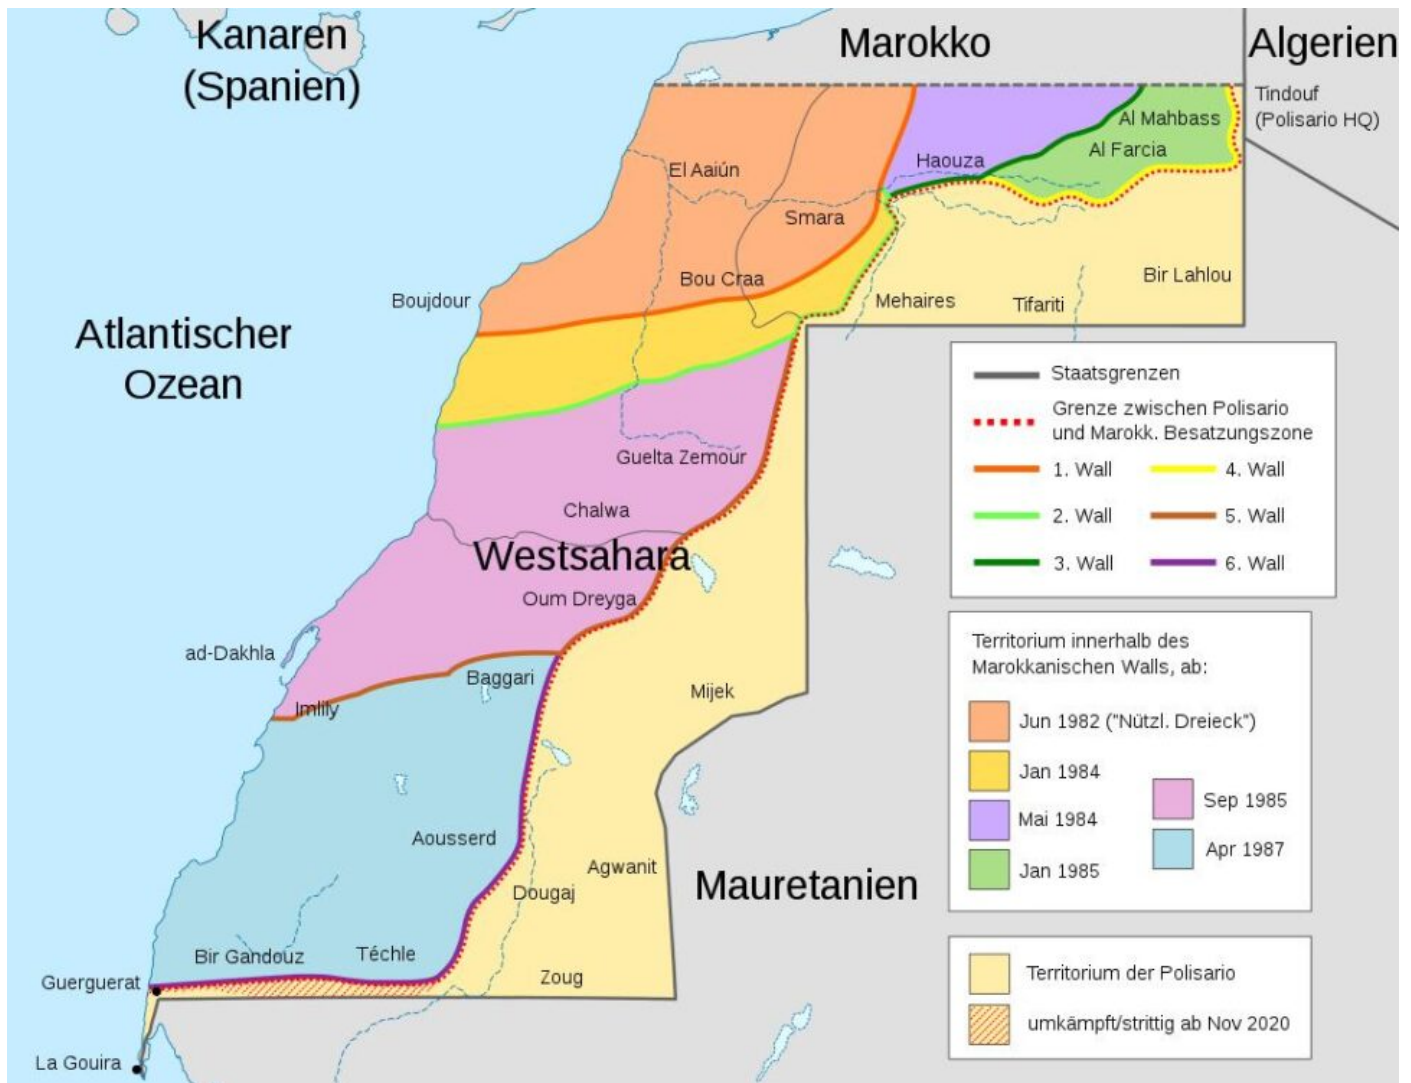 Kanaren
(Spanien)
Marokko
Algerien
Tindouf
(Polisario HQ)
Al Mahbass
Al Farcia
Haouza
El Aaiún
Smara
Bou Craa
Boujdour
Bir Lahlou
Mehaires
Tifariti
Atlantischer
Ozean
Guelta Zemour
Chalwa
Westsahara
Oum Dreyga
ad-Dakhla
Baggari
Imlily
Mijek
Aousserd
Agwanit
Dougaj
Mauretanien
Bir Gandouz
Téchle
Zoug
Guerguerat
La Gouira
Staatsgrenzen
Grenze zwischen Polisario
und Marokk. Besatzungszone
1. Wall
4. Wall
2. Wall
5. Wall
3. Wall
6. Wall
Territorium innerhalb des
Marokkanischen Walls, ab:
Jun 1982 ("Nützl. Dreieck")
Jan 1984
Mai 1984
Jan 1985
Sep 1985
Apr 1987
Territorium der Polisario
umkämpft/strittig ab Nov 2020